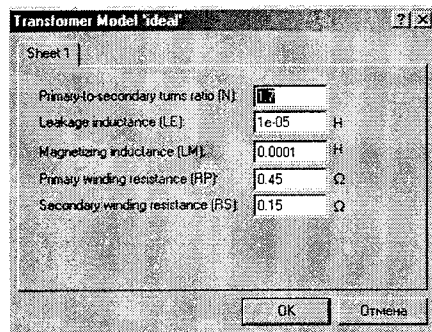 Transformer Model 'ideal'
Sheet 1
Primary-to-secondary turns ratio (N): 1.7
Leakage inductance (LE): 1e-05 H
Magnetizing inductance (LM): 0.0001 H
Primary winding resistance (RP): 0.45 Ω
Secondary winding resistance (RS): 0.15 Ω
OK Отмена